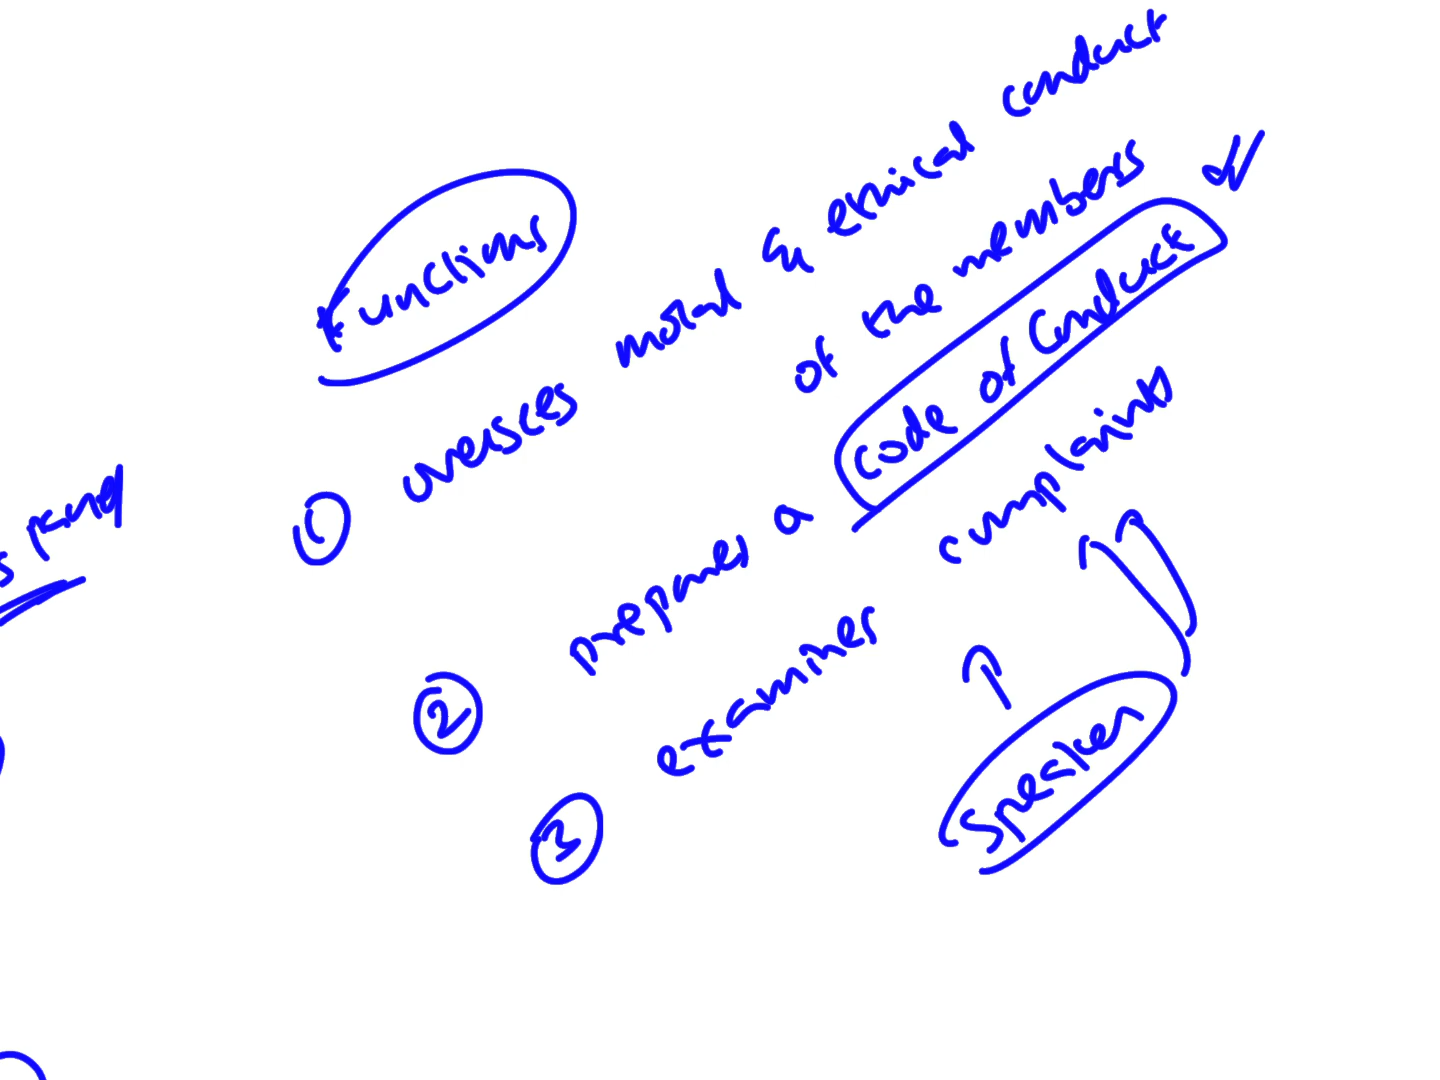 Functions
① oversees moral & ethical conduct
of the members
② prepares a Code of Conduct
③ examines complaints
Speaker